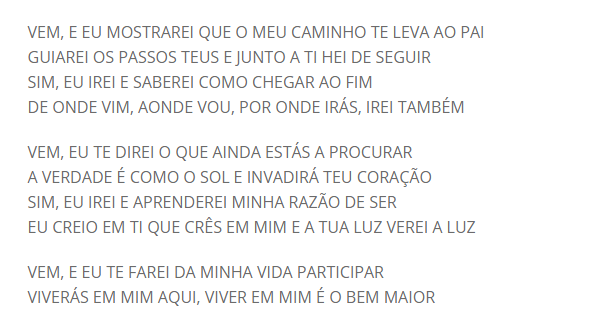 VEM, E EU MOSTRAREI QUE O MEU CAMINHO TE LEVA AO PAI
GUIAREI OS PASSOS TEUS E JUNTO A TI HEI DE SEGUIR
SIM, EU IREI E SABEREI COMO CHEGAR AO FIM
DE ONDE VIM, AONDE VOU, POR ONDE IRÁS, IREI TAMBÉM
VEM, EU TE DIREI O QUE AINDA ESTÁS A PROCURAR
A VERDADE É COMO O SOL E INVADIRÁ TEU CORAÇÃO
SIM, EU IREI E APRENDEREI MINHA RAZÃO DE SER
EU CREIO EM TI QUE CRÊS EM MIM E A TUA LUZ VEREI A LUZ
VEM, E EU TE FAREI DA MINHA VIDA PARTICIPAR
VIVERÁS EM MIM AQUI, VIVER EM MIM É O BEM MAIOR